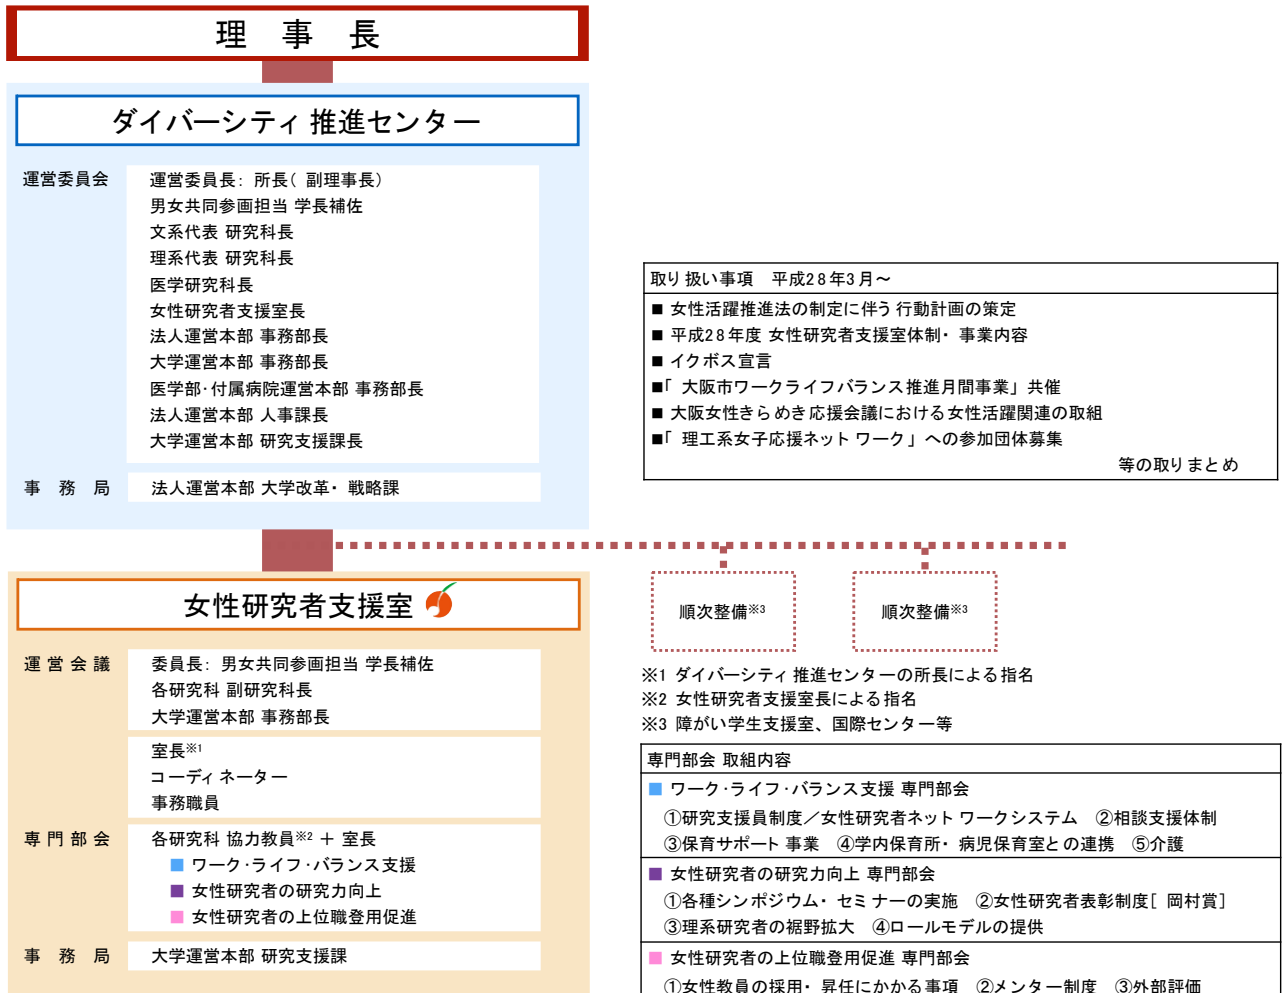 理 事 長
ダイバーシティ推進センター
運営委員会
運営委員長：所長（副理事長）
男女共同参画担当 学長補佐
文系代表 研究科長
理系代表 研究科長
医学研究科長
女性研究者支援室長
法人運営本部 事務部長
大学運営本部 事務部長
医学部・付属病院運営本部 事務部長
法人運営本部 人事課長
大学運営本部 研究支援課長
事 務 局
法人運営本部 大学改革・戦略課
取り扱い事項 平成28年3月～
■ 女性活躍推進法の制定に伴う行動計画の策定
■ 平成28年度 女性研究者支援室体制・事業内容
■ イクボス宣言
■「大阪市ワークライフバランス推進月間事業」共催
■ 大阪女性きらめき応援会議における女性活躍関連の取組
■「理工系女子応援ネットワーク」への参加団体募集
等の取りまとめ
女性研究者支援室
運営会議
委員長：男女共同参画担当 学長補佐
各研究科 副研究科長
大学運営本部 事務部長
室長※1
コーディネーター
事務職員
専門部会
各研究科 協力教員※2 ＋ 室長
■ ワーク・ライフ・バランス支援
■ 女性研究者の研究力向上
■ 女性研究者の上位職登用促進
事 務 局
大学運営本部 研究支援課
順次整備※3
順次整備※3
※1 ダイバーシティ推進センターの所長による指名
※2 女性研究者支援室長による指名
※3 障がい学生支援室、国際センター等
専門部会 取組内容
■ ワーク・ライフ・バランス支援 専門部会
①研究支援員制度／女性研究者ネットワークシステム ②相談支援体制
③保育サポート事業 ④学内保育所・病児保育室との連携 ⑤介護
■ 女性研究者の研究力向上 専門部会
①各種シンポジウム・セミナーの実施 ②女性研究者表彰制度［岡村賞］
③理系研究者の裾野拡大 ④ロールモデルの提供
■ 女性研究者の上位職登用促進 専門部会
①女性教員の採用・昇任にかかる事項 ②メンター制度 ③外部評価